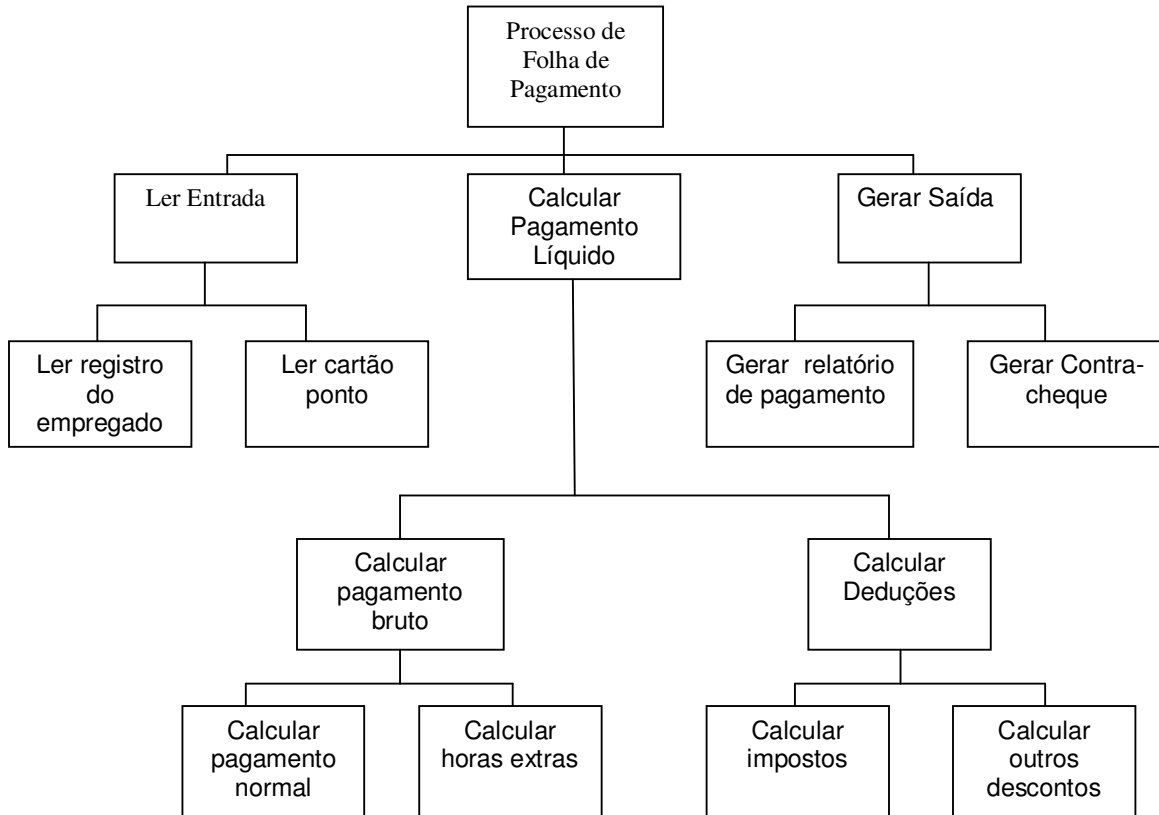 Processo de
Folha de
Pagamento
Ler Entrada
Calcular
Pagamento
Líquido
Gerar Saída
Ler registro
do
empregado
Ler cartão
ponto
Gerar relatório
de pagamento
Gerar Contra-
cheque
Calcular
pagamento
bruto
Calcular
Deduções
Calcular
pagamento
normal
Calcular
horas extras
Calcular
impostos
Calcular
outros
descontos